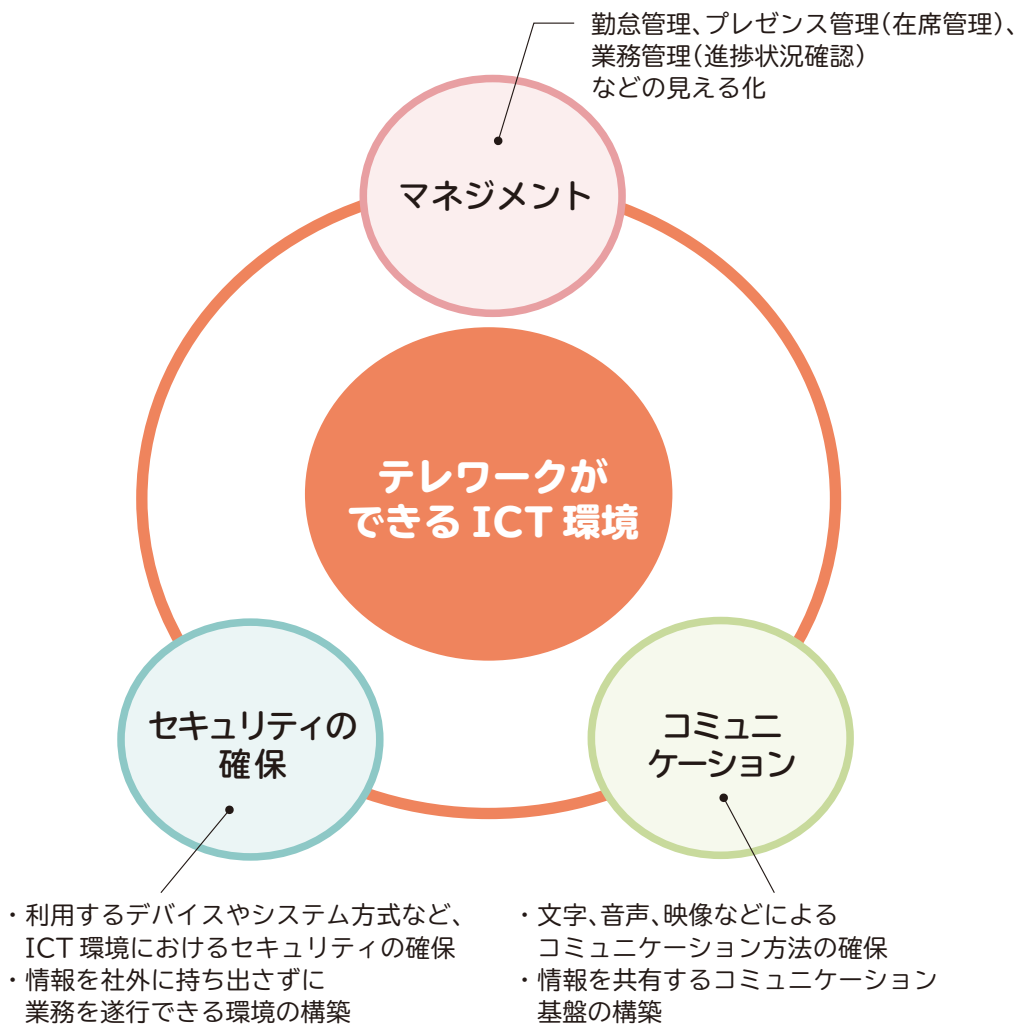 勤怠管理、プレゼンス管理(在席管理)、
業務管理(進捗状況確認)
などの見える化
マネジメント
テレワークが
できる ICT 環境
セキュリティの
確保
コミュニ
ケーション
・利用するデバイスやシステム方式など、
ICT 環境におけるセキュリティの確保
・情報を社外に持ち出さずに
業務を遂行できる環境の構築
・文字、音声、映像などによる
コミュニケーション方法の確保
・情報を共有するコミュニケーション
基盤の構築